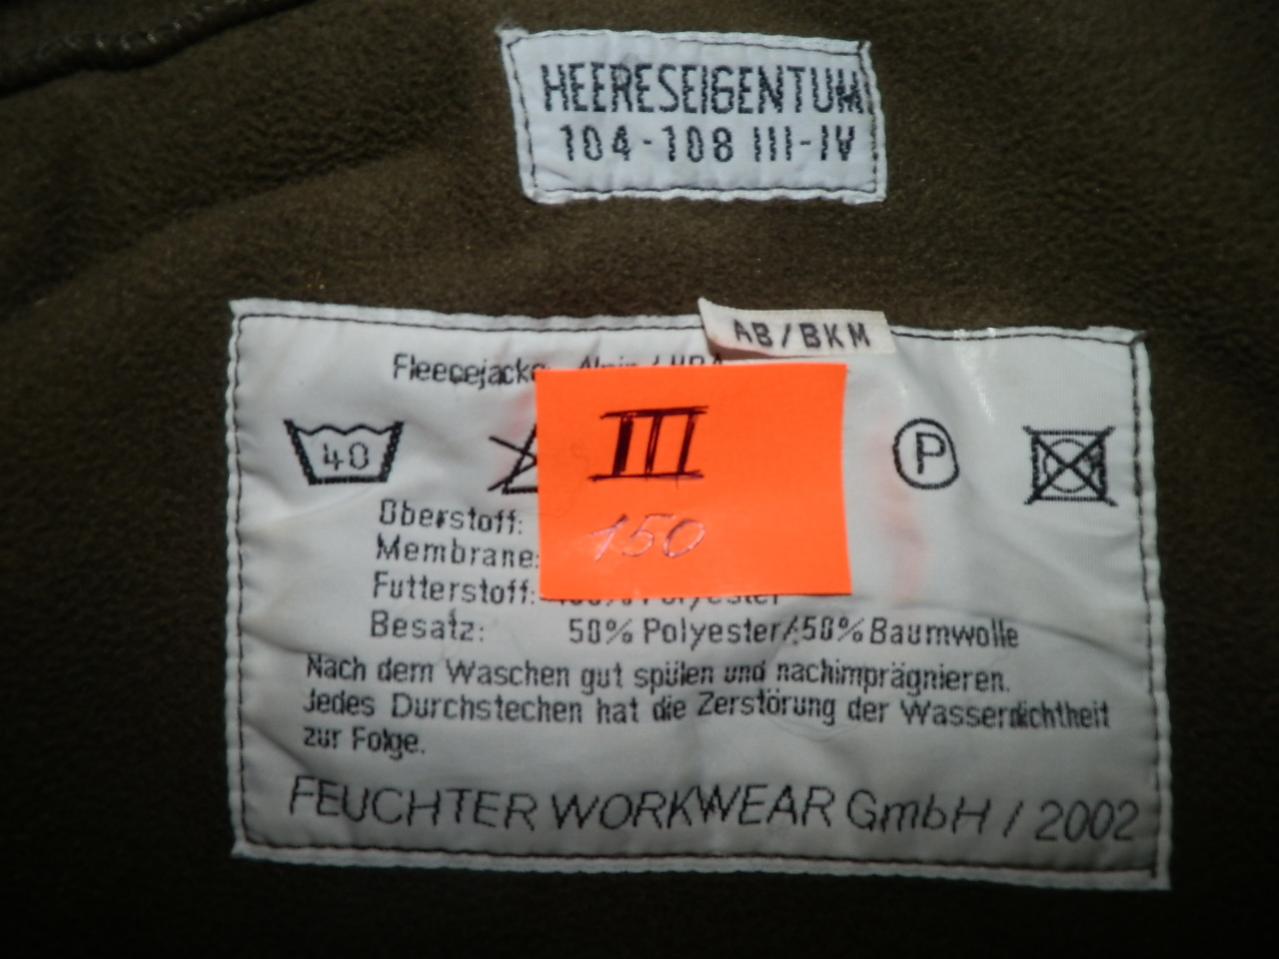 HEERESEIGENTUM
104-108 III-IV
AB/BKM
Fleecejacke
III
40
P
150
Oberstoff:
Membrane:
Futterstoff: Polyester
Besatz: 50% Polyester/50% Baumwolle
Nach dem Waschen gut spülen und nachimprägnieren.
Jedes Durchstechen hat die Zerstörung der Wasserdichtheit
zur Folge.
FEUCHTER WORKWEAR GmbH / 2002